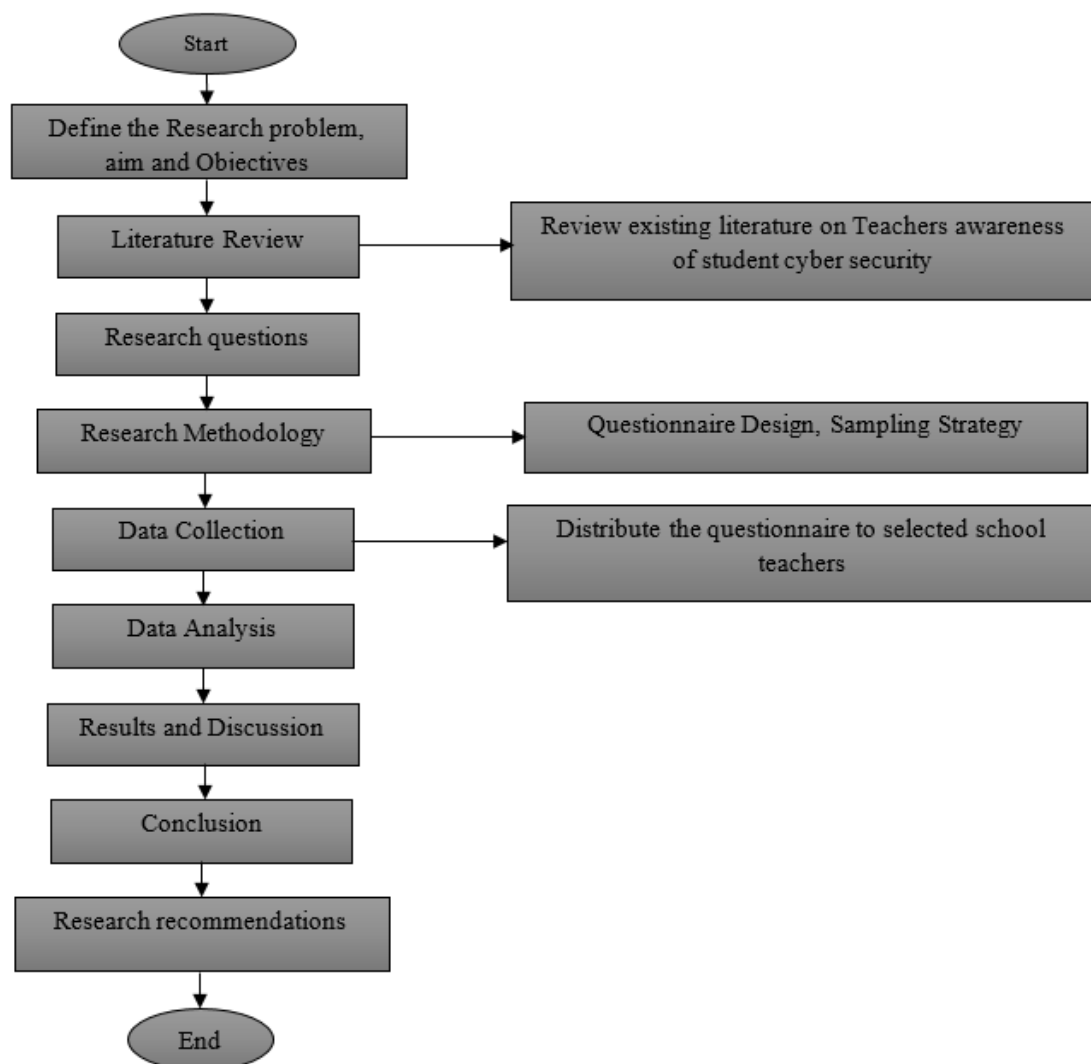 Start
Define the Research problem,
aim and Objectives
Literature Review
Review existing literature on Teachers awareness
of student cyber security
Research questions
Research Methodology
Questionnaire Design, Sampling Strategy
Data Collection
Distribute the questionnaire to selected school
teachers
Data Analysis
Results and Discussion
Conclusion
Research recommendations
End